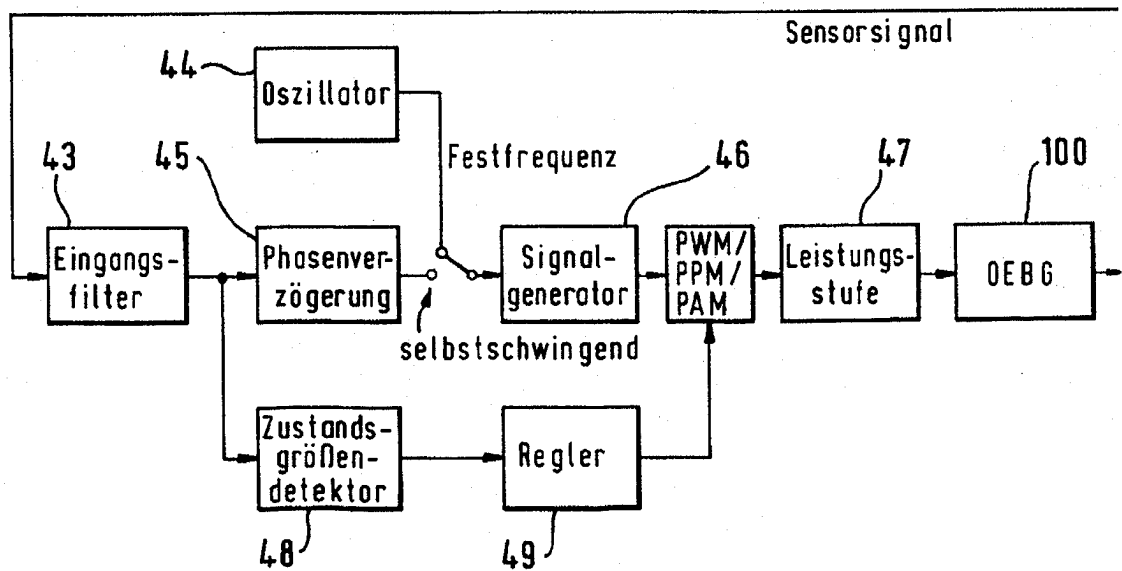 Sensorsignal
44
Oszillator
43
45
Festfrequenz
46
47
100
Eingangs-
filter
Phasenver-
zögerung
Signal-
generator
PWM/
PPM/
PAM
Leistungs-
stufe
OEBG
selbstschwingend
Zustands-
größen-
detektor
Regler
48
49